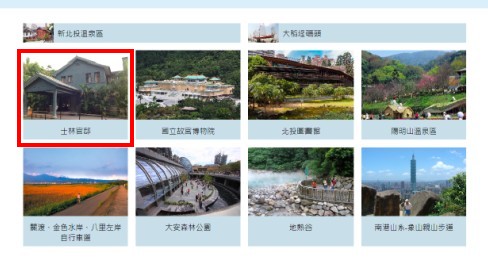 新北投溫泉區
大稻埕碼頭
士林官邸
國立故宮博物院
北投圖書館
陽明山溫泉區
關渡、金色水岸、八里左岸
自行車道
大安森林公園
地熱谷
南港山系-象山親山步道